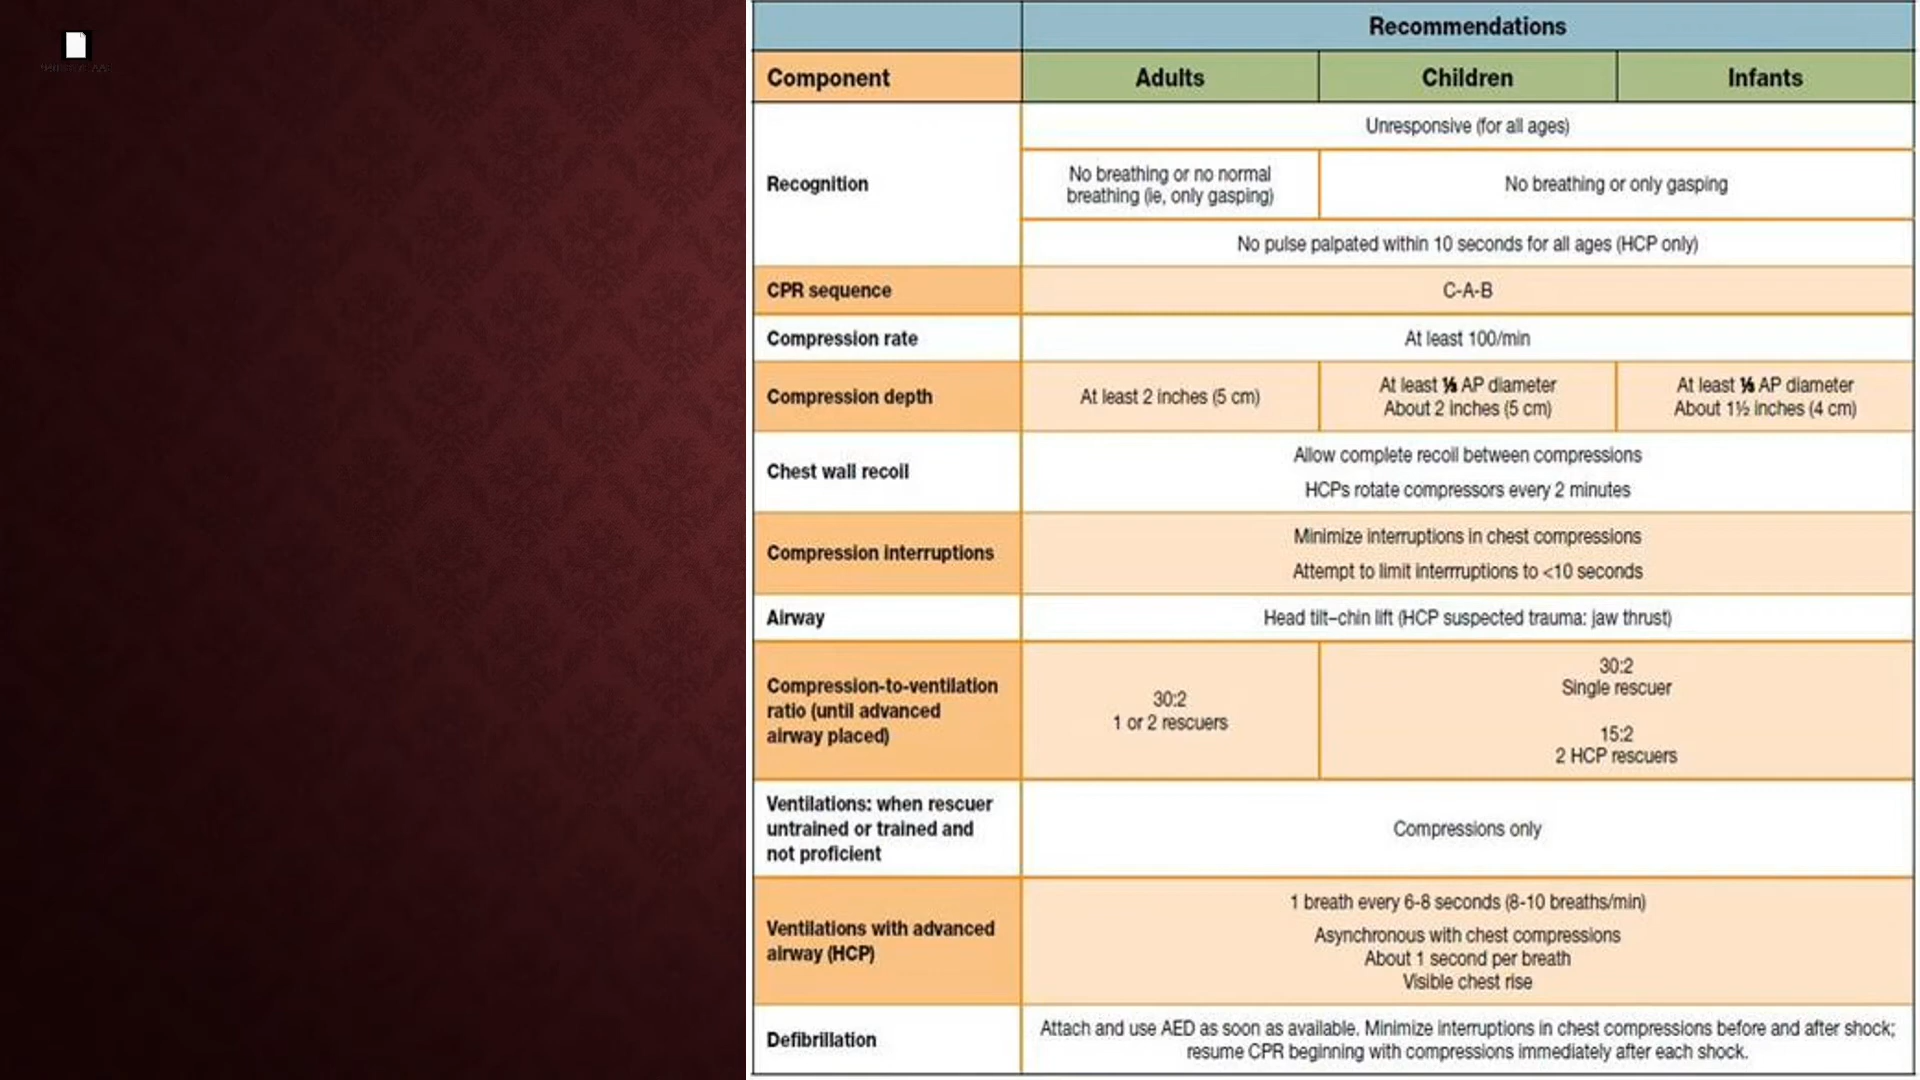 Recommendations
Component
Adults
Children
Infants
Recognition
Unresponsive (for all ages)
No breathing or no normal
breathing (ie, only gasping)
No breathing or only gasping
No pulse palpated within 10 seconds for all ages (HCP only)
CPR sequence
C-A-B
Compression rate
At least 100/min
Compression depth
At least 2 inches (5 cm)
At least ⅓ AP diameter
About 2 inches (5 cm)
At least ⅓ AP diameter
About 1½ inches (4 cm)
Chest wall recoil
Allow complete recoil between compressions
HCPs rotate compressors every 2 minutes
Compression interruptions
Minimize interruptions in chest compressions
Attempt to limit interrruptions to <10 seconds
Airway
Head tilt–chin lift (HCP suspected trauma: jaw thrust)
Compression-to-ventilation
ratio (until advanced
airway placed)
30:2
1 or 2 rescuers
30:2
Single rescuer
15:2
2 HCP rescuers
Ventilations: when rescuer
untrained or trained and
not proficient
Compressions only
Ventilations with advanced
airway (HCP)
1 breath every 6-8 seconds (8-10 breaths/min)
Asynchronous with chest compressions
About 1 second per breath
Visible chest rise
Defibrillation
Attach and use AED as soon as available. Minimize interruptions in chest compressions before and after shock;
resume CPR beginning with compressions immediately after each shock.